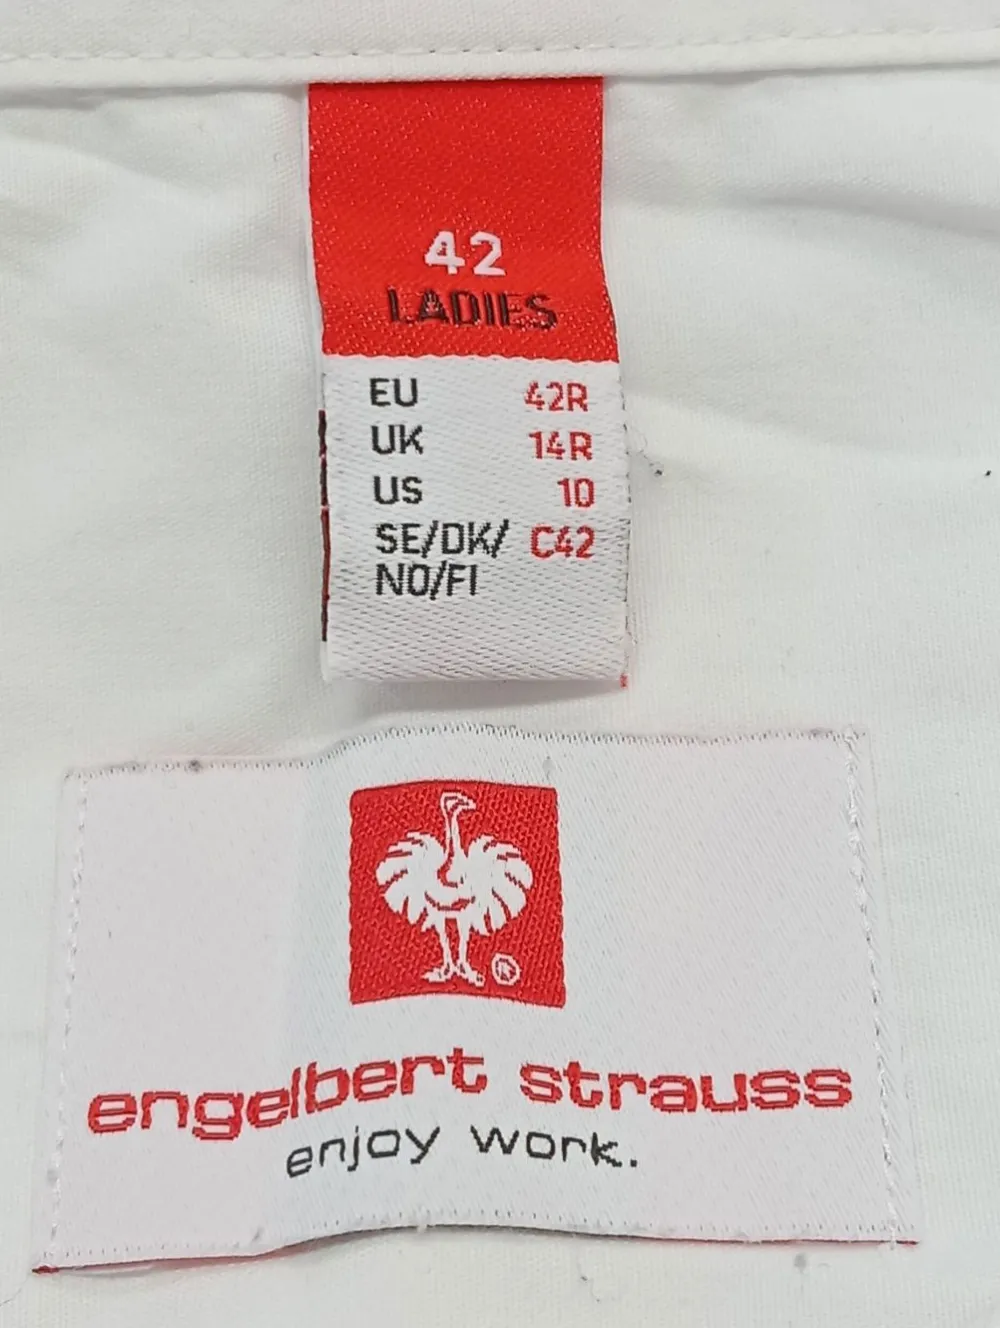 42
LADIES
EU 42R
UK 14R
US 10
SE/DK/ C42
NO/FI
®
engelbert strauss
enjoy work.